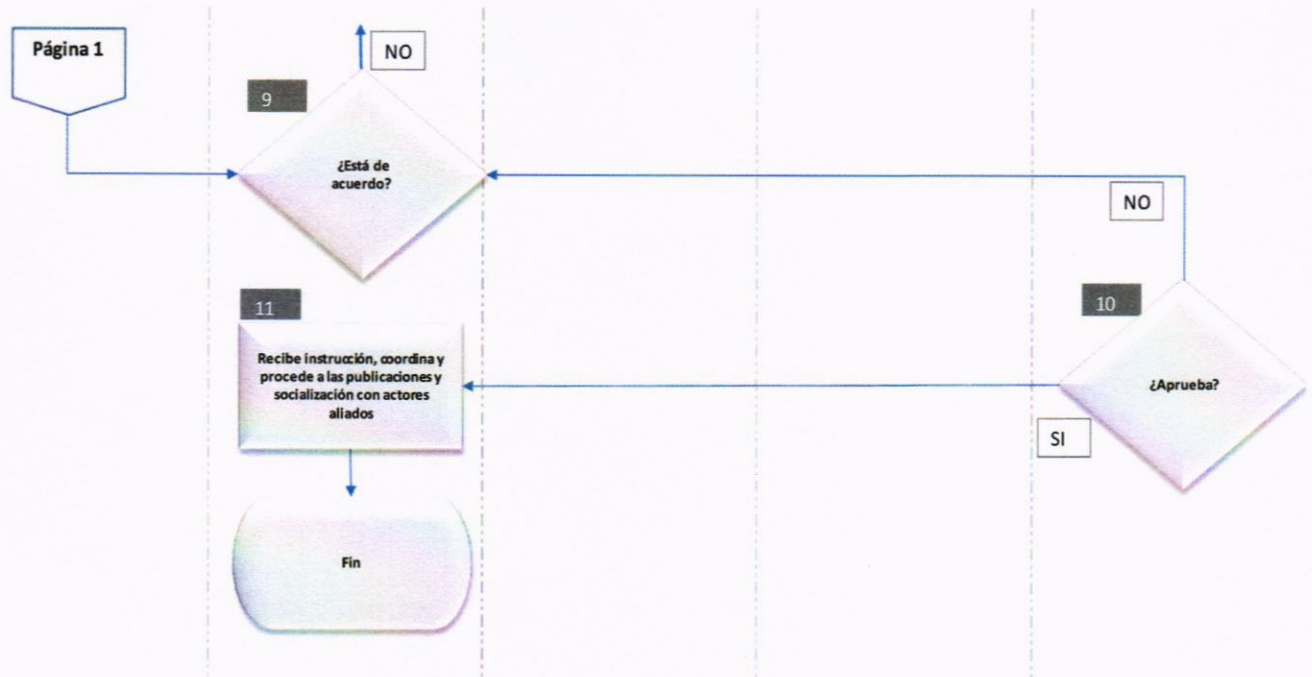 Página 1
NO
9
¿Está de
acuerdo?
NO
10
¿Aprueba?
SI
11
Recibe instrucción, coordina y
procede a las publicaciones y
socialización con actores
aliados
Fin